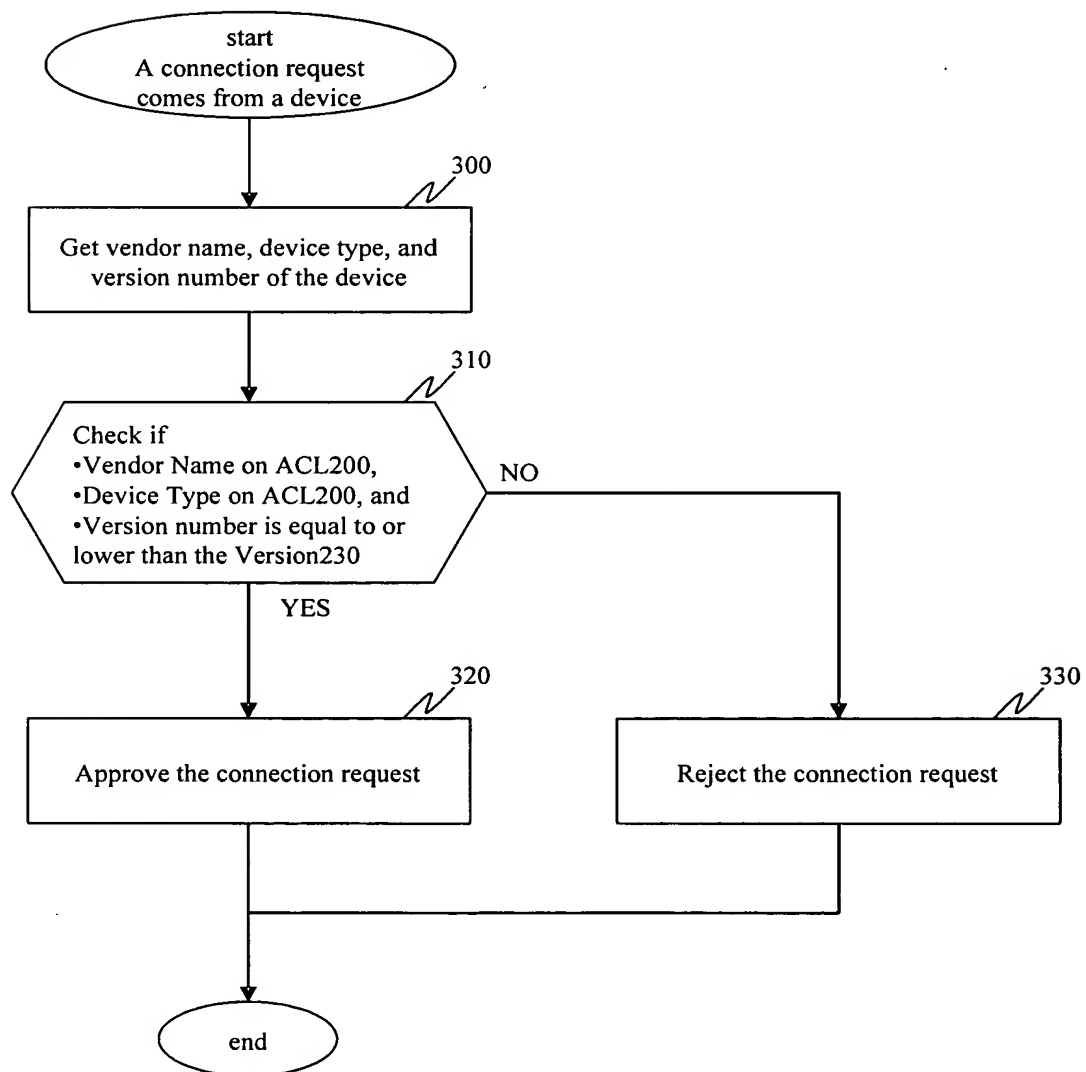 start
A connection request
comes from a device
300
Get vendor name, device type, and
version number of the device
310
Check if
•Vendor Name on ACL200,
•Device Type on ACL200, and
•Version number is equal to or
lower than the Version230
NO
YES
320
Approve the connection request
330
Reject the connection request
end